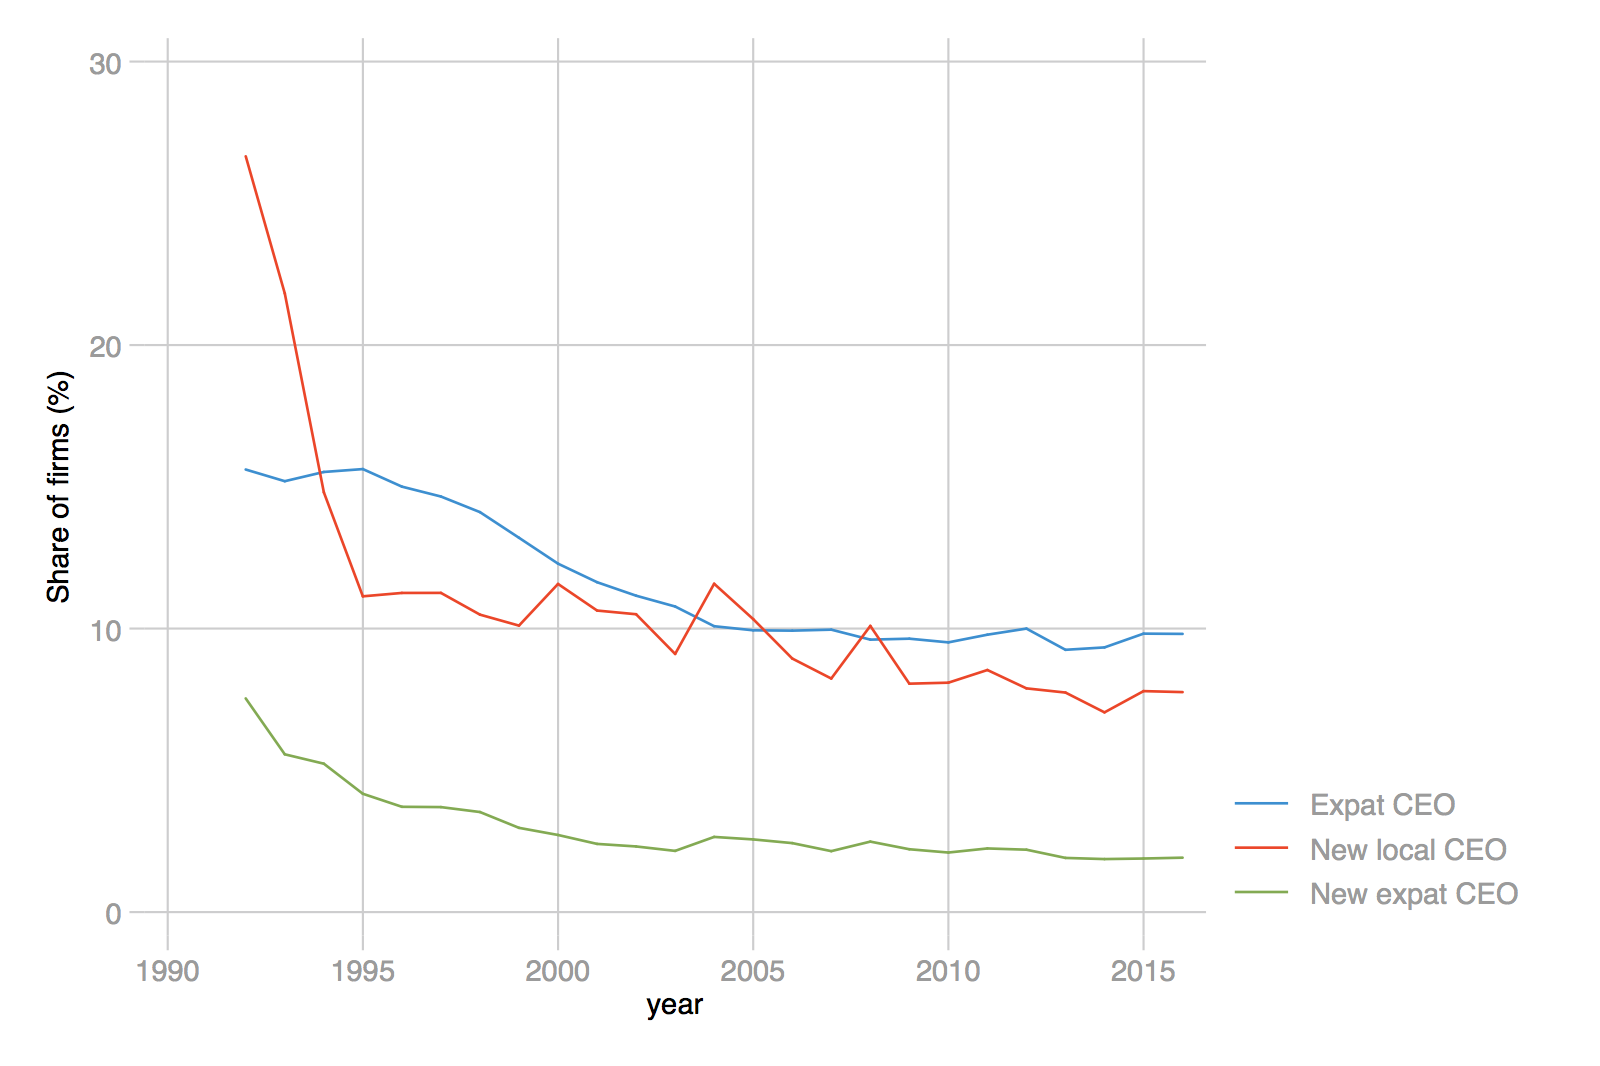 30
20
10
0
Share of firms (%)
1990 1995 2000 2005 2010 2015
year
Expat CEO
New local CEO
New expat CEO